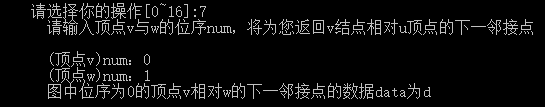 请选择你的操作[0~16]:7
请输入顶点v与w的位序num, 将为您返回v结点相对u顶点的下一邻接点
(顶点v)num: 0
(顶点w)num: 1
图中位序为0的顶点v相对w的下一邻接点的数据data为d